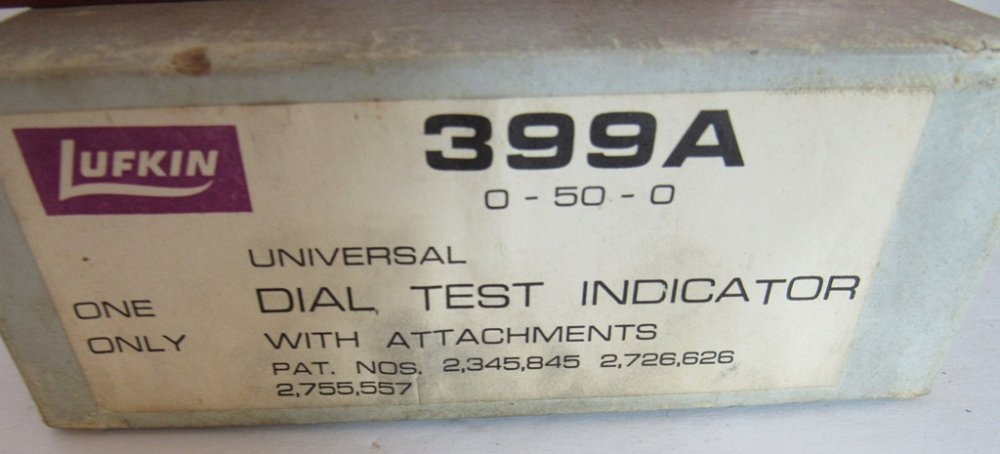 LUFKIN
399A
0 - 50 - 0
UNIVERSAL
ONE DIAL TEST INDICATOR
ONLY WITH ATTACHMENTS
PAT. NOS. 2,345,845 2,726,626
2,755,557